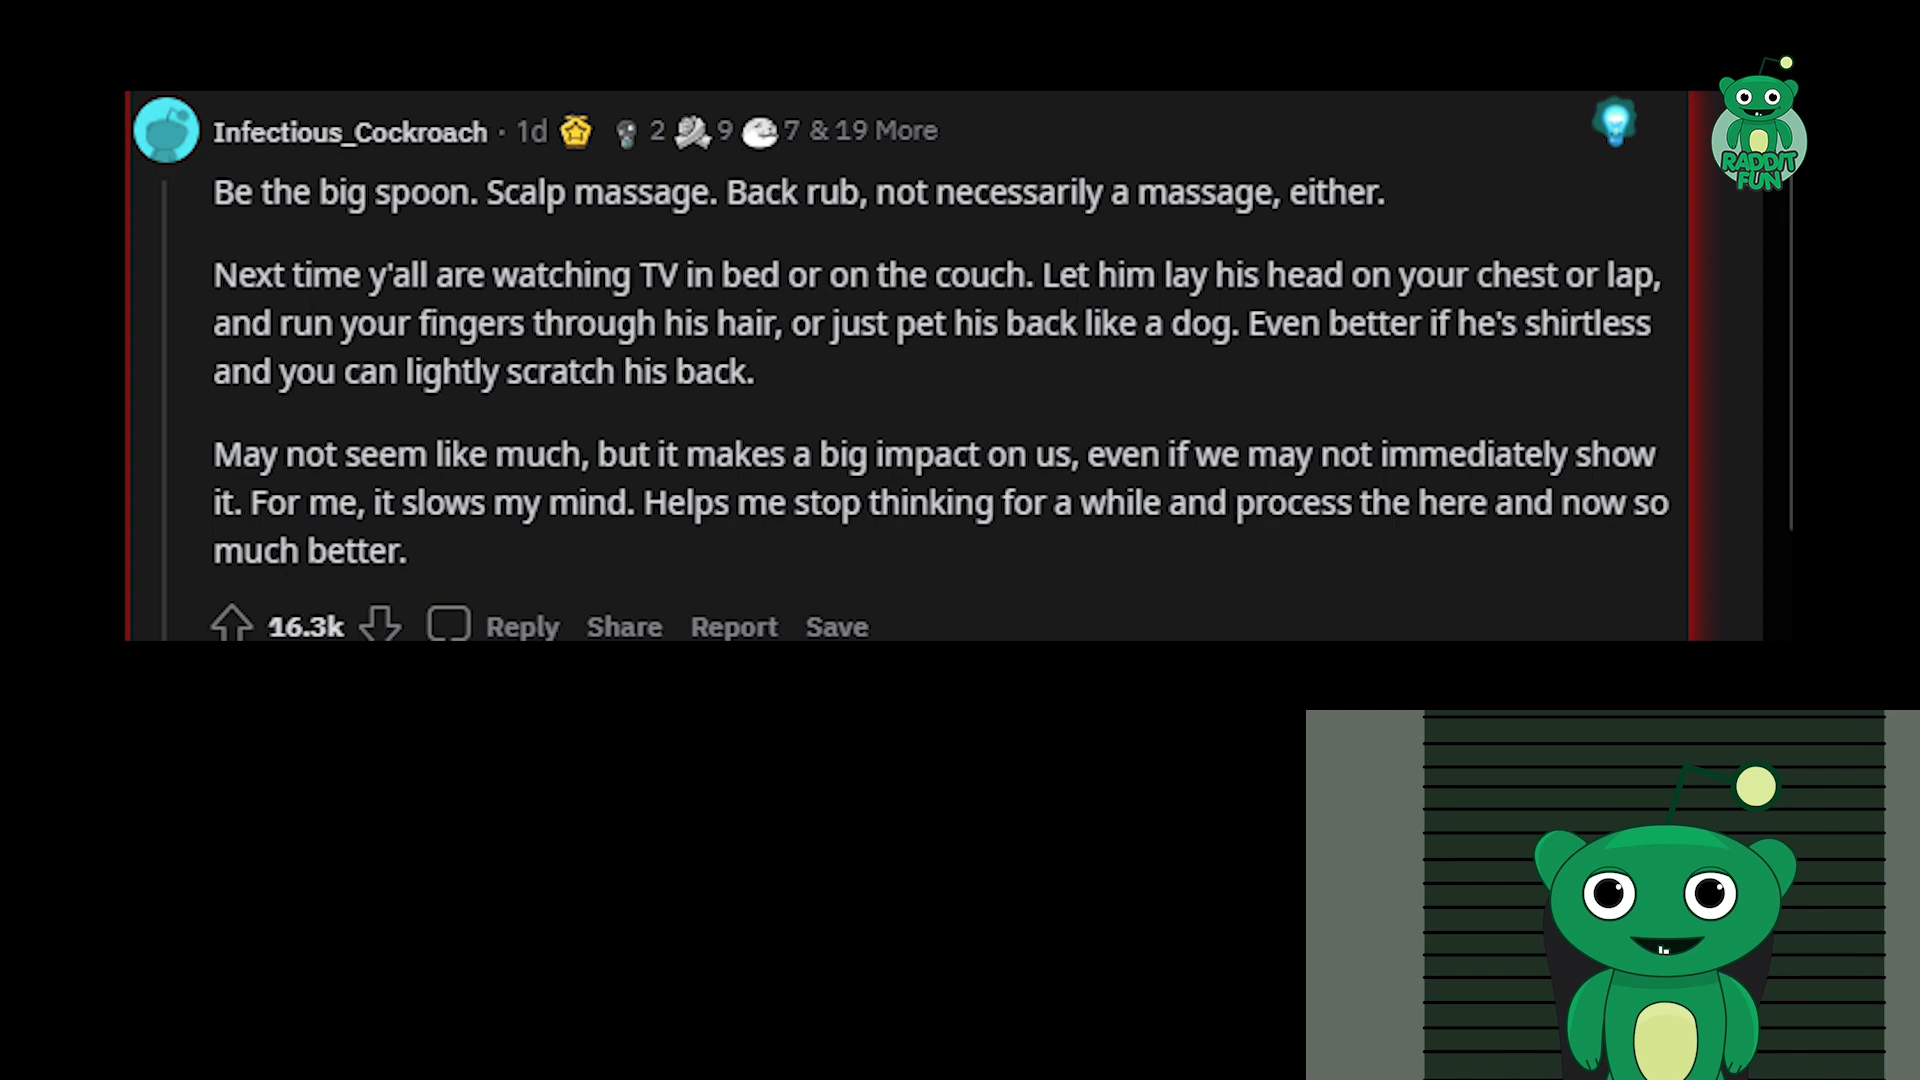 Infectious_Cockroach · 1d 2 9 7 & 19 More
Be the big spoon. Scalp massage. Back rub, not necessarily a massage, either.
Next time y'all are watching TV in bed or on the couch. Let him lay his head on your chest or lap,
and run your fingers through his hair, or just pet his back like a dog. Even better if he's shirtless
and you can lightly scratch his back.
May not seem like much, but it makes a big impact on us, even if we may not immediately show
it. For me, it slows my mind. Helps me stop thinking for a while and process the here and now so
much better.
16.3k Reply Share Report Save
RADDIT
FUN